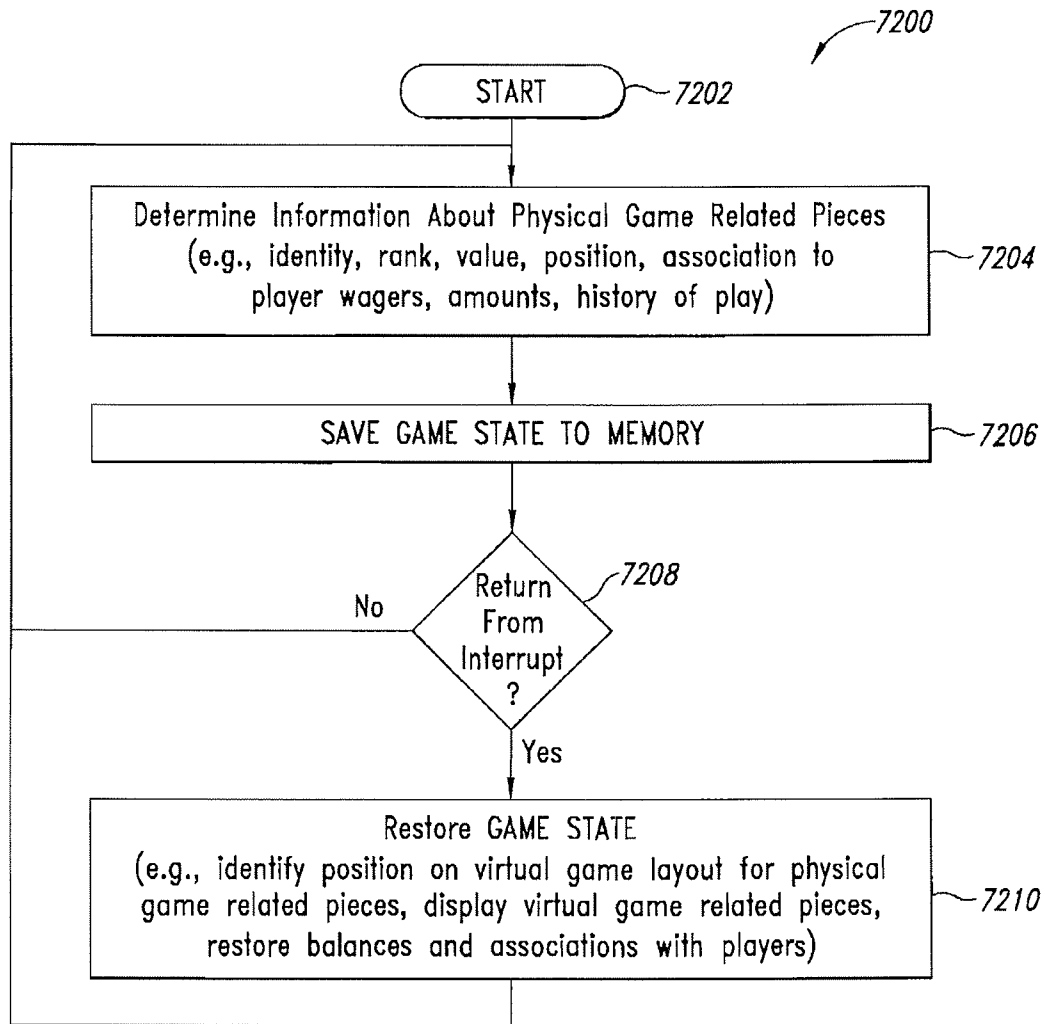 7200
START
7202
Determine Information About Physical Game Related Pieces
(e.g., identity, rank, value, position, association to
player wagers, amounts, history of play)
7204
SAVE GAME STATE TO MEMORY
7206
Return
From
Interrupt
?
7208
No
Yes
Restore GAME STATE
(e.g., identify position on virtual game layout for physical
game related pieces, display virtual game related pieces,
restore balances and associations with players)
7210